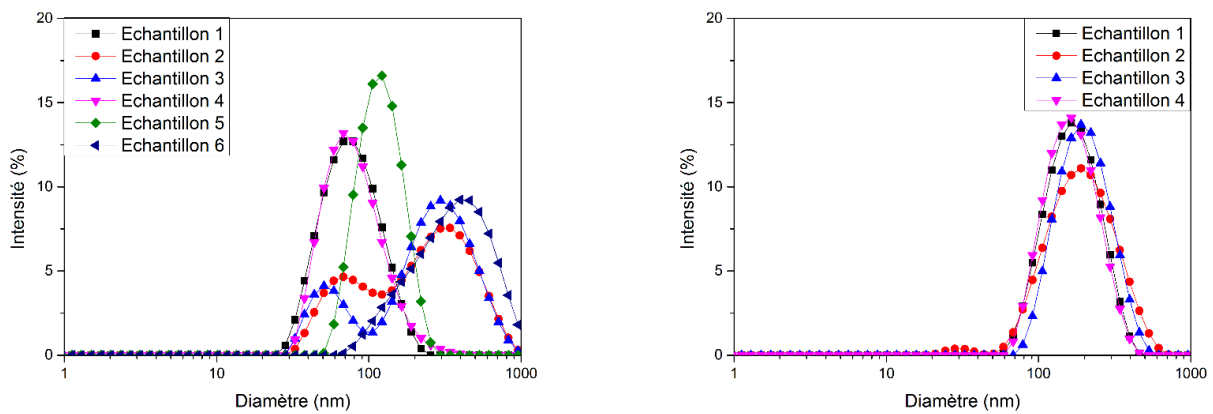 20
15
10
5
0
Intensité (%)
Echantillon 1
Echantillon 2
Echantillon 3
Echantillon 4
Echantillon 5
Echantillon 6
1
10
100
1000
Diamètre (nm)
20
15
10
5
0
Intensité (%)
Echantillon 1
Echantillon 2
Echantillon 3
Echantillon 4
1
10
100
1000
Diamètre (nm)